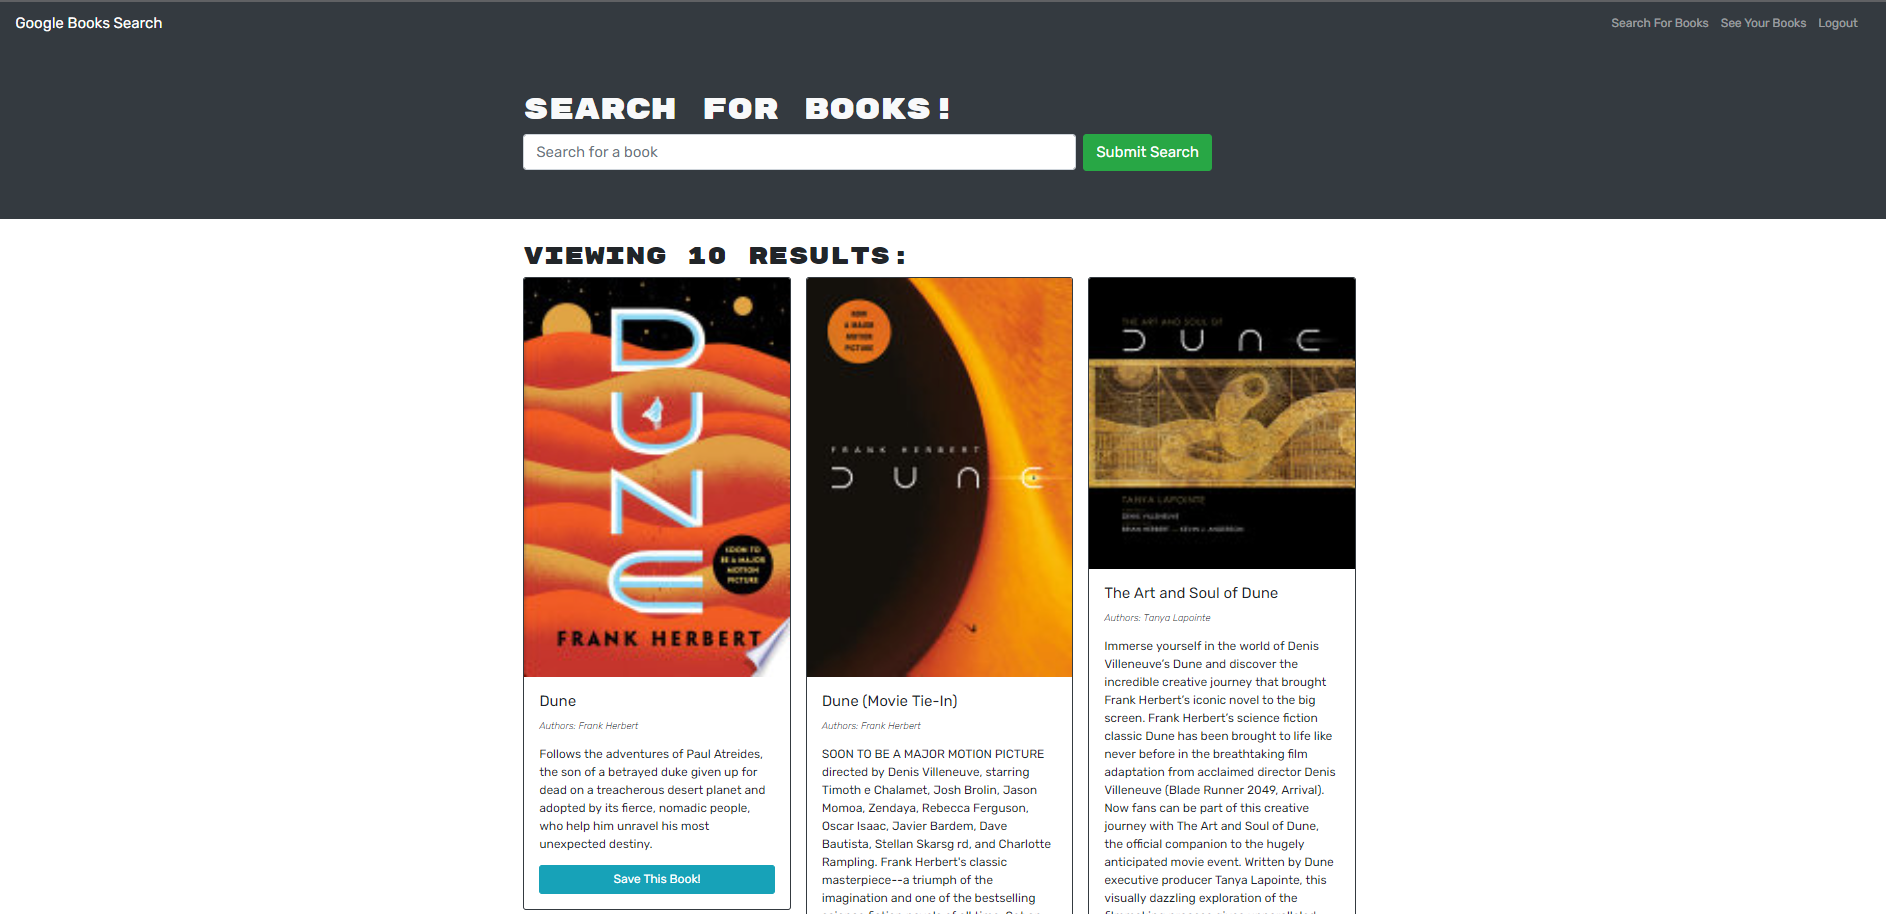 Google Books Search
Search For Books See Your Books Logout
SEARCH FOR BOOKS!
Search for a book
Submit Search
VIEWING 10 RESULTS:
DUNE
SOON TO
BE A MAJOR
MOTION
PICTURE
FRANK HERBERT
Dune
Authors: Frank Herbert
Follows the adventures of Paul Atreides,
the son of a betrayed duke given up for
dead on a treacherous desert planet and
adopted by its fierce, nomadic people,
who help him unravel his most
unexpected destiny.
Save This Book!
NOW
A MAJOR
MOTION
PICTURE
FRANK HERBERT
DUNE
Dune (Movie Tie-In)
Authors: Frank Herbert
SOON TO BE A MAJOR MOTION PICTURE
directed by Denis Villeneuve, starring
Timoth e Chalamet, Josh Brolin, Jason
Momoa, Zendaya, Rebecca Ferguson,
Oscar Isaac, Javier Bardem, Dave
Bautista, Stellan Skarsg rd, and Charlotte
Rampling. Frank Herbert's classic
masterpiece--a triumph of the
imagination and one of the bestselling
THE ART AND SOUL OF
DUNE
TANYA LAPOINTE
DENIS VILLENEUVE
BRIAN HERBERT KEVIN J. ANDERSON
The Art and Soul of Dune
Authors: Tanya Lapointe
Immerse yourself in the world of Denis
Villeneuve's Dune and discover the
incredible creative journey that brought
Frank Herbert's iconic novel to the big
screen. Frank Herbert's science fiction
classic Dune has been brought to life like
never before in the breathtaking film
adaptation from acclaimed director Denis
Villeneuve (Blade Runner 2049, Arrival).
Now fans can be part of this creative
journey with The Art and Soul of Dune,
the official companion to the hugely
anticipated movie event. Written by Dune
executive producer Tanya Lapointe, this
visually dazzling exploration of the